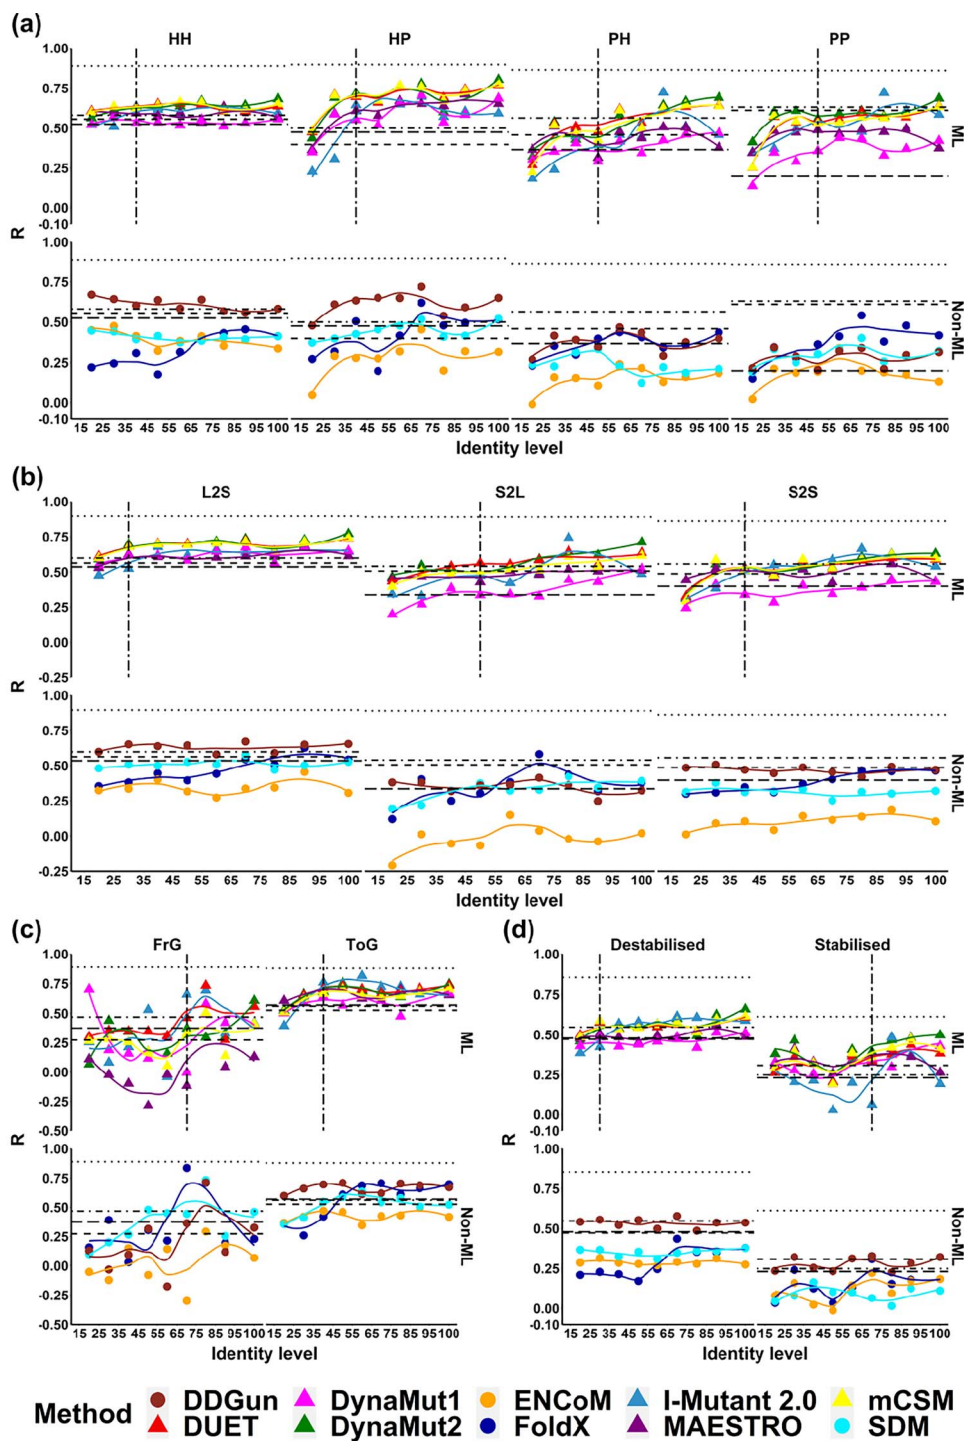 (a)
HH HP PH PP
1.00
0.75
0.50
0.25
0.00
-0.10
ML
R
1.00
0.75
0.50
0.25
0.00
-0.10
Non-ML
15 25 35 45 55 65 75 85 95 100 15 25 35 45 55 65 75 85 95 100 15 25 35 45 55 65 75 85 95 100 15 25 35 45 55 65 75 85 95 100
Identity level
(b)
L2S S2L S2S
1.00
0.75
0.50
0.25
0.00
-0.25
ML
R
1.00
0.75
0.50
0.25
0.00
-0.25
Non-ML
15 25 35 45 55 65 75 85 95 100 15 25 35 45 55 65 75 85 95 100 15 25 35 45 55 65 75 85 95 100
Identity level
(c)
FrG ToG
1.00
0.75
0.50
0.25
0.00
-0.25
-0.50
ML
R
1.00
0.75
0.50
0.25
0.00
-0.25
-0.50
Non-ML
15 25 35 45 55 65 75 85 95 100 15 25 35 45 55 65 75 85 95 100
Identity level
(d)
Destabilised Stabilised
1.00
0.75
0.50
0.25
0.00
-0.10
ML
R
1.00
0.75
0.50
0.25
0.00
-0.10
Non-ML
15 25 35 45 55 65 75 85 95 100 15 25 35 45 55 65 75 85 95 100
Identity level
Method
DDGun DynaMut1 ENCoM I-Mutant 2.0 mCSM
DUET DynaMut2 FoldX MAESTRO SDM